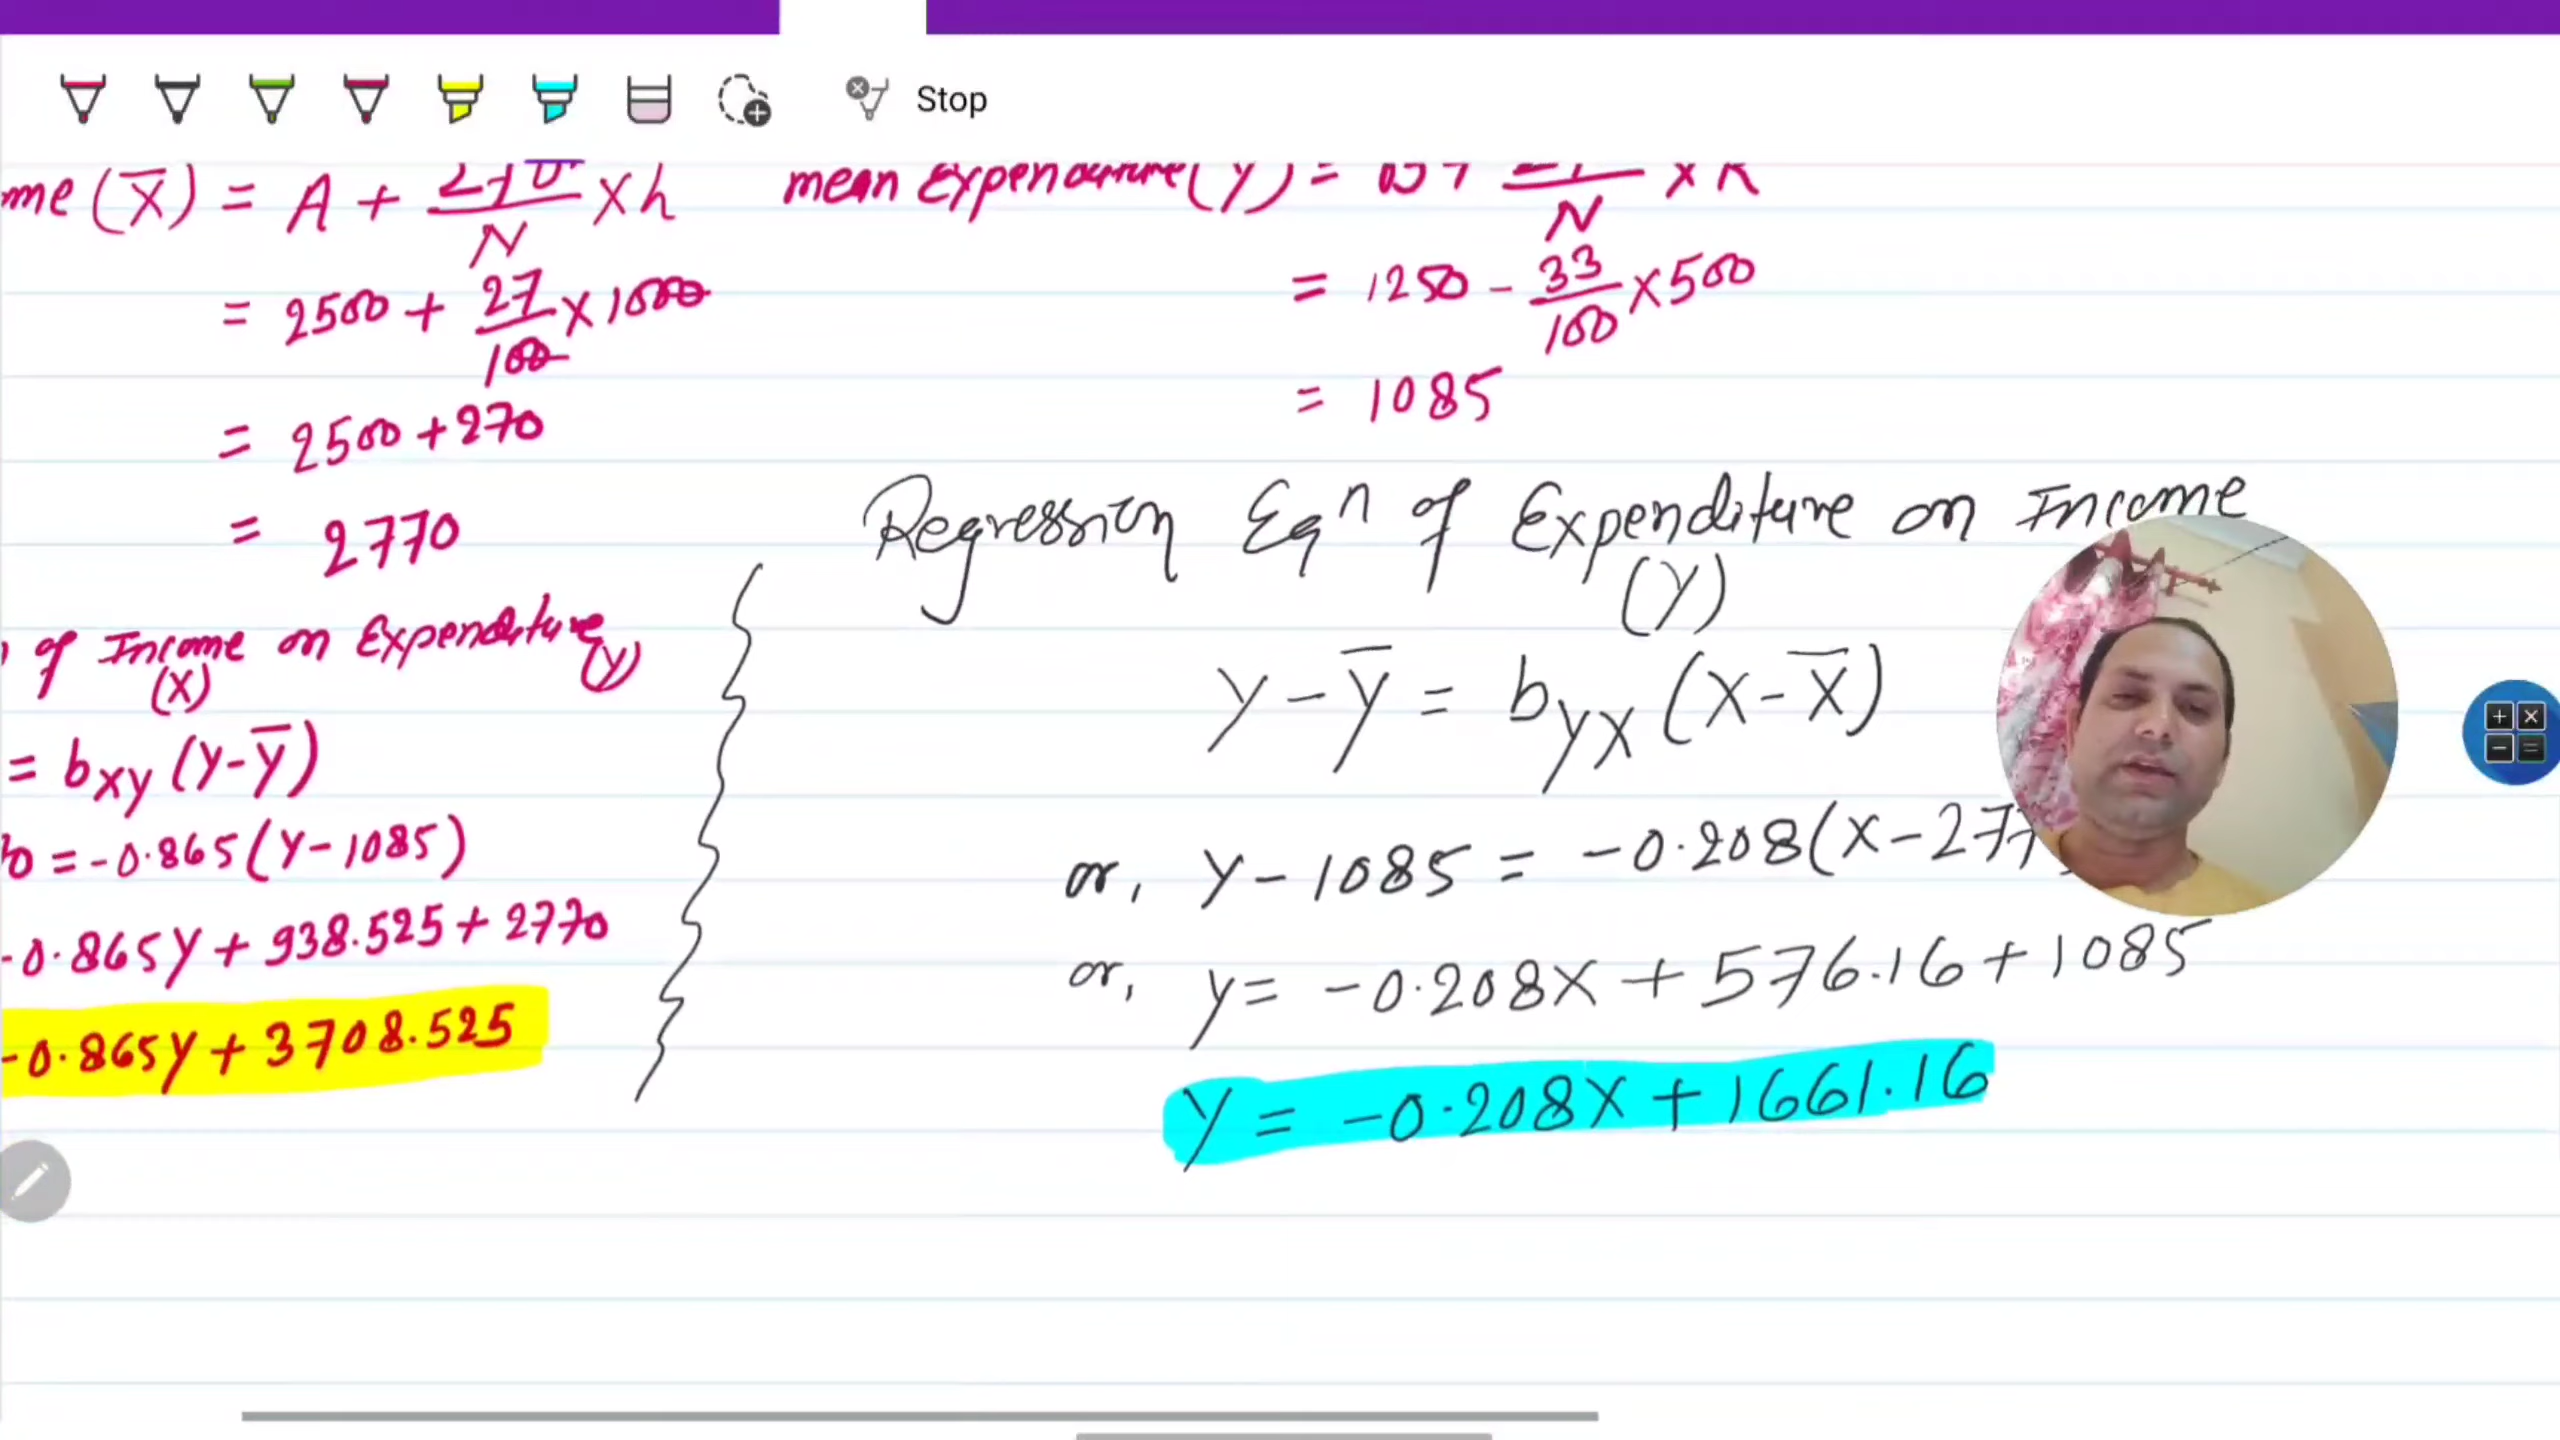 Stop
me (X̄) = A + Σfu/N × h
= 2500 + 27/100 × 1000
= 2500 + 270
= 2770
mean Expenditure (Y) =
N
= 1250 - 33/100 × 500
= 1085
of Income on Expenditure
(X) (Y)
= bxy (Y-Ȳ)
70 = -0.865(Y-1085)
-0.865Y + 938.525 + 2770
-0.865Y + 3708.525
Regression Eqⁿ of Expenditure on Income
(Y)
Y - Ȳ = byx (X - X̄)
or, Y - 1085 = -0.208(X - 277
or, Y = -0.208X + 576.16 + 1085
Y = -0.208X + 1661.16